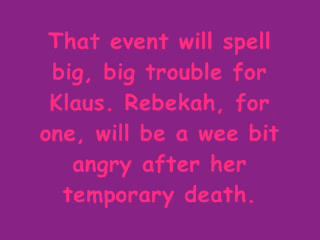 That event will spell
big, big trouble for
Klaus. Rebekah, for
one, will be a wee bit
angry after her
temporary death.